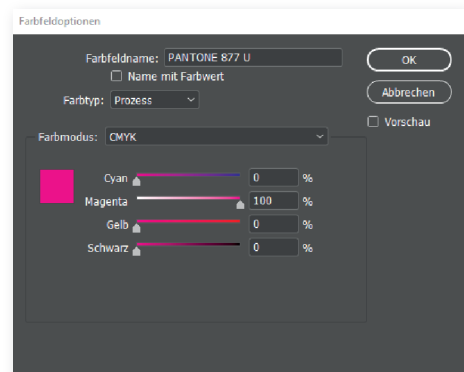 Farbfeldoptionen
Farbfeldname: PANTONE 877 U
Name mit Farbwert
Farbtyp: Prozess
OK
Abbrechen
Vorschau
Farbmodus: CMYK
Cyan 0 %
Magenta 100 %
Gelb 0 %
Schwarz 0 %